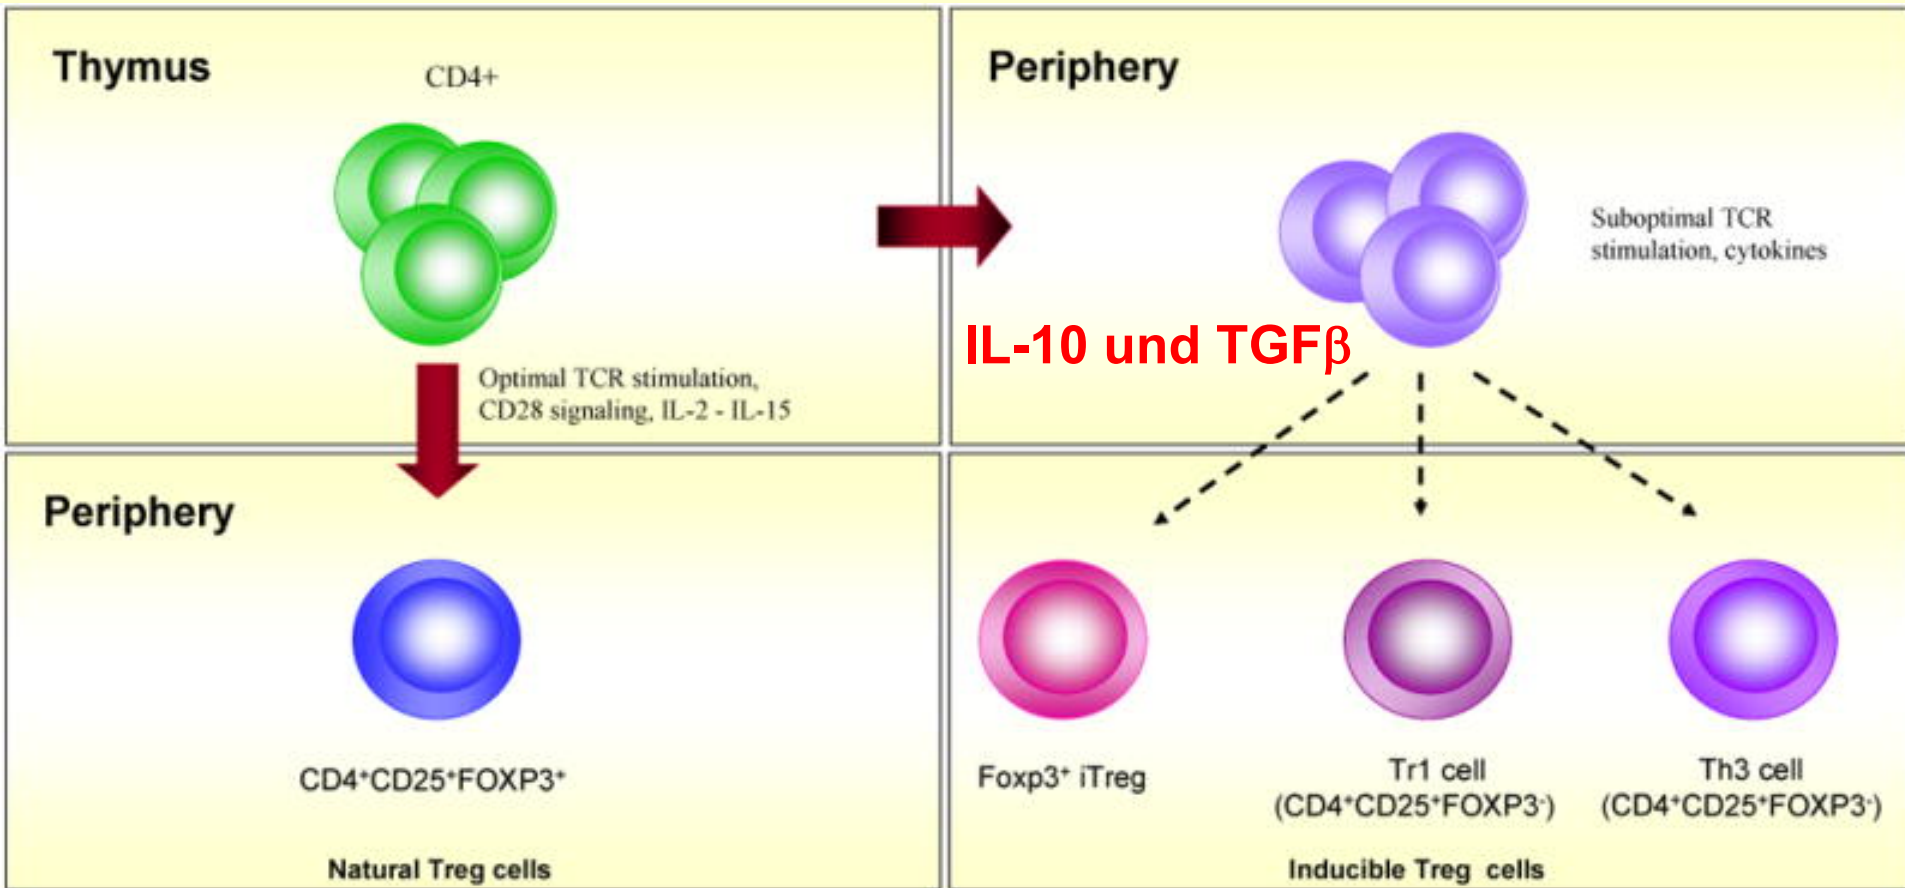 Thymus
CD4+
Optimal TCR stimulation,
CD28 signaling, IL-2 - IL-15
Periphery
Suboptimal TCR
stimulation, cytokines
IL-10 und TGFβ
Periphery
CD4⁺CD25⁺FOXP3⁺
Natural Treg cells
Foxp3⁺ iTreg
Tr1 cell
(CD4⁺CD25⁺FOXP3⁻)
Th3 cell
(CD4⁺CD25⁺FOXP3⁻)
Inducible Treg cells